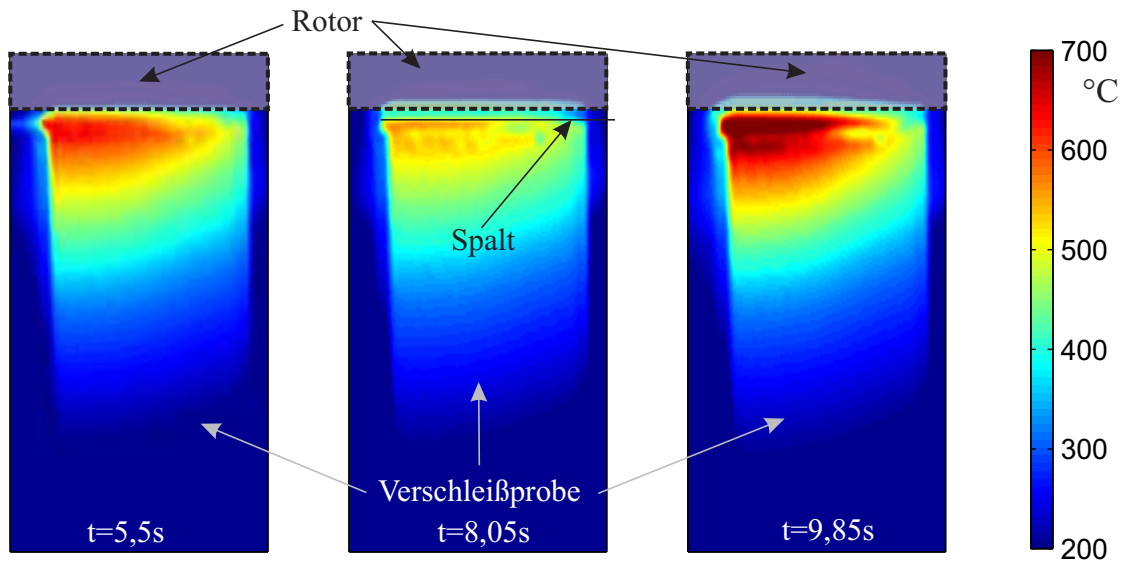 Rotor
700
°C
600
500
400
300
200
Spalt
Verschleißprobe
t=5,5s
t=8,05s
t=9,85s